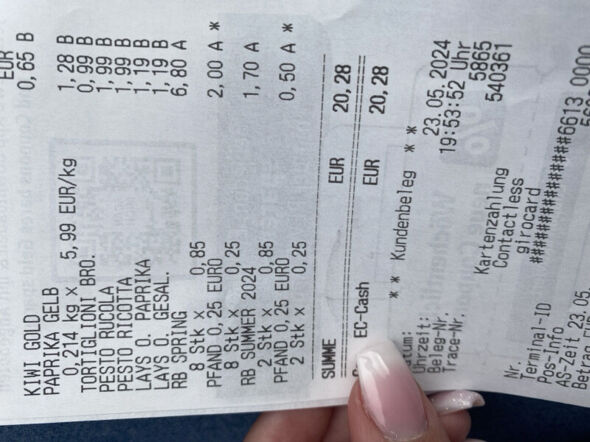 EUR
KIWI GOLD 0,65 B
PAPRIKA GELB
0,214 kg x 5,99 EUR/kg 1,28 B
TORTIGLIONI BRO. 0,99 B
PESTO RUCOLA 1,99 B
PESTO RICOTTA 1,99 B
LAYS O. PAPRIKA 1,19 B
LAYS O. GESAL. 1,19 B
RB SPRING 6,80 A
8 Stk x 0,85
PFAND 0,25 EURO 2,00 A *
8 Stk x 0,25
RB SUMMER 2024 1,70 A
2 Stk x 0,85
PFAND 0,25 EURO 0,50 A *
2 Stk x 0,25
SUMME EUR 20,28
EC-Cash EUR 20,28
* * Kundenbeleg * *
23.05.2024
Uhrzeit: 19:53:52 Uhr
Beleg-Nr. 5865
Trace-Nr. 540361
Kartenzahlung
Contactless
girocard
Nr.
Terminal-ID
Pos-Info
AS-Zeit 23.05.